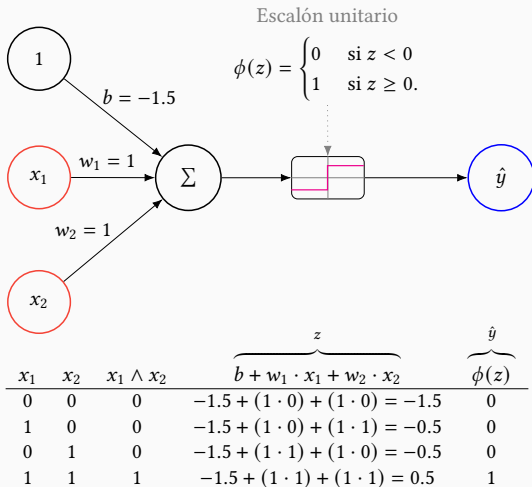 Escalón unitario
ϕ(z) = { 0 si z < 0
1 si z ≥ 0.
1
b = −1.5
x₁
w₁ = 1
Σ
ŷ
w₂ = 1
x₂
z ŷ
x₁ x₂ x₁ ∧ x₂ b + w₁ · x₁ + w₂ · x₂ ϕ(z)
0 0 0 −1.5 + (1 · 0) + (1 · 0) = −1.5 0
1 0 0 −1.5 + (1 · 0) + (1 · 1) = −0.5 0
0 1 0 −1.5 + (1 · 1) + (1 · 0) = −0.5 0
1 1 1 −1.5 + (1 · 1) + (1 · 1) = 0.5 1